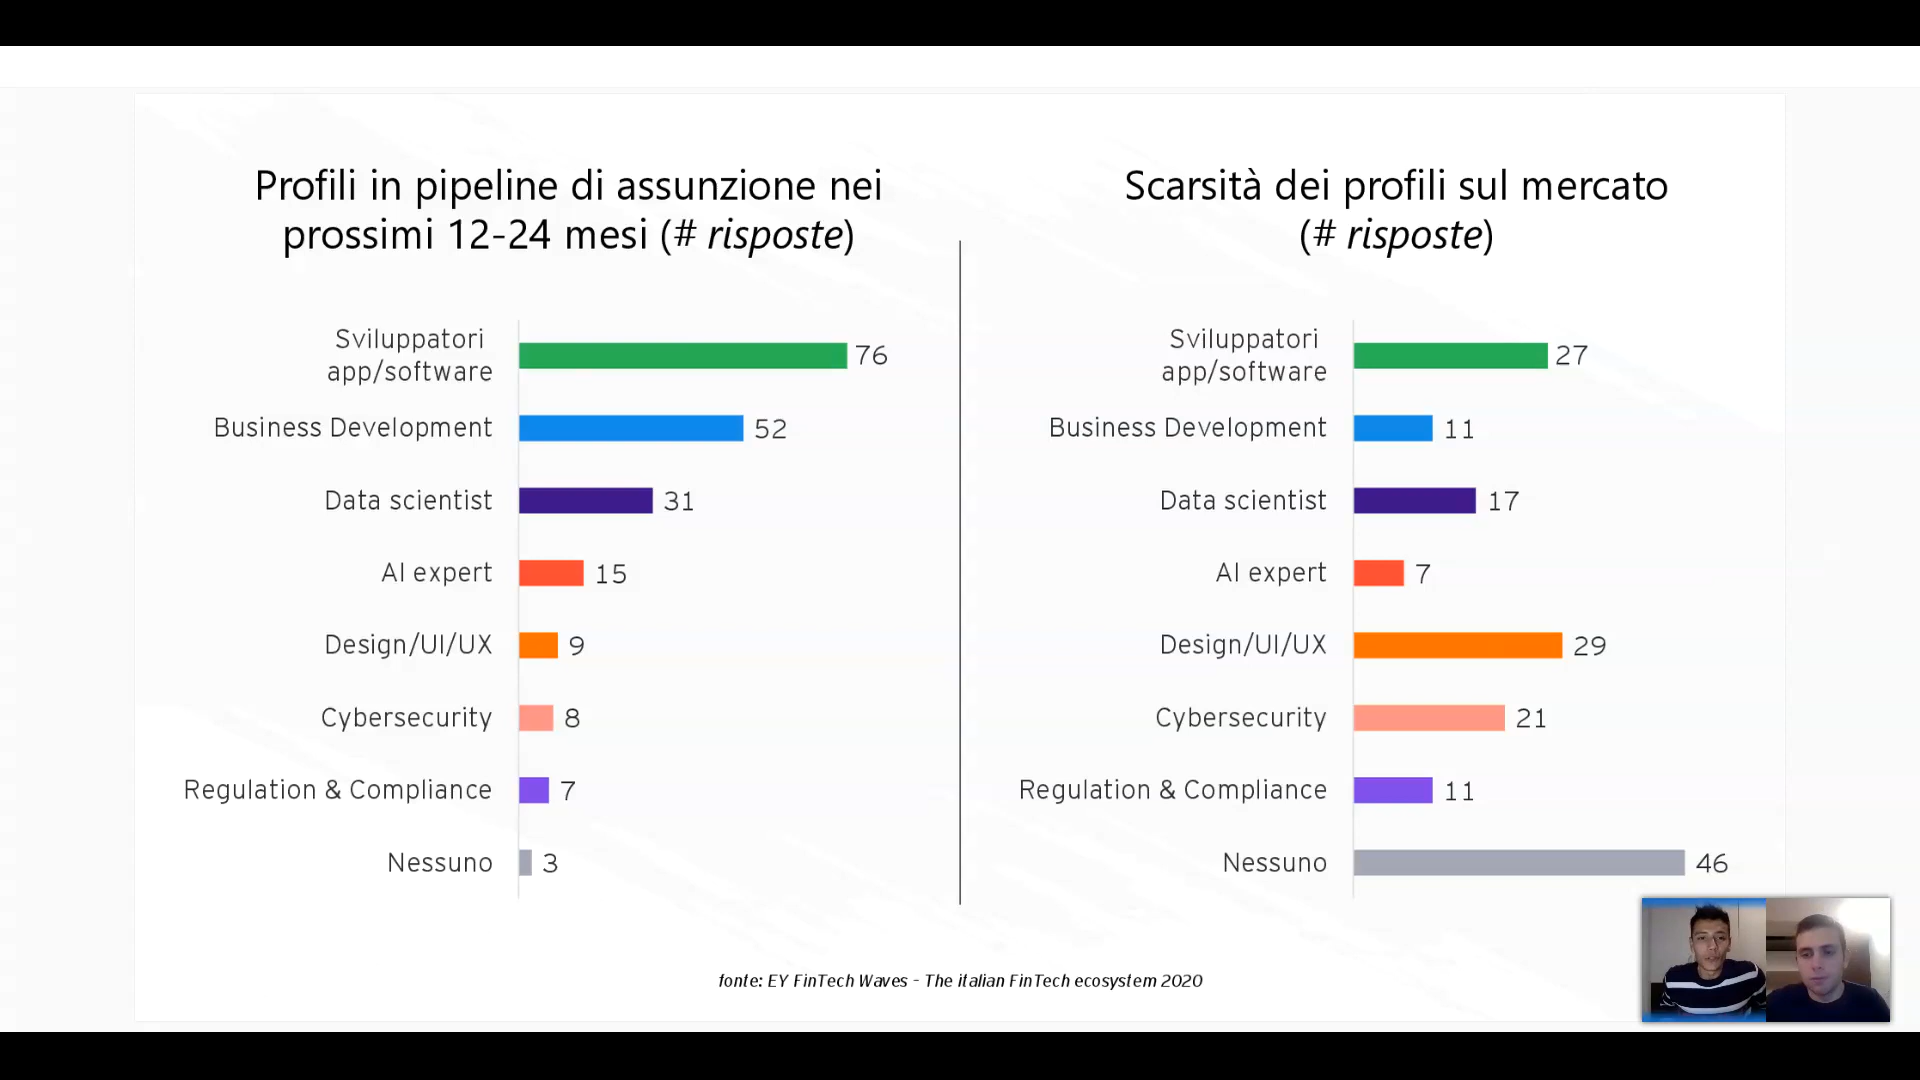 Profili in pipeline di assunzione nei
prossimi 12-24 mesi (# risposte)
Sviluppatori
app/software
76
Business Development
52
Data scientist
31
AI expert
15
Design/UI/UX
9
Cybersecurity
8
Regulation & Compliance
7
Nessuno
3
Scarsità dei profili sul mercato
(# risposte)
Sviluppatori
app/software
27
Business Development
11
Data scientist
17
AI expert
7
Design/UI/UX
29
Cybersecurity
21
Regulation & Compliance
11
Nessuno
46
fonte: EY FinTech Waves - The italian FinTech ecosystem 2020